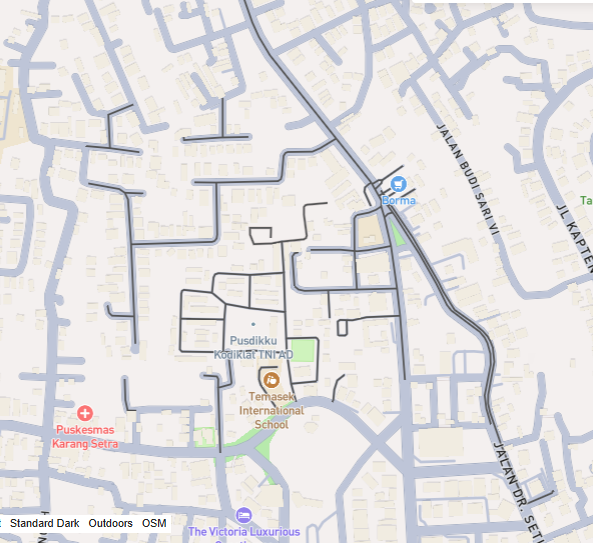 JALAN BUDI SARI VI
Ta
Borma
JL KAPTEN
Pusdikku
Kodiklat TNI AD
Temasek
International
School
Puskesmas
Karang Setra
JALAN DR. SETI
The Victoria Luxurious
: Standard Dark Outdoors OSM